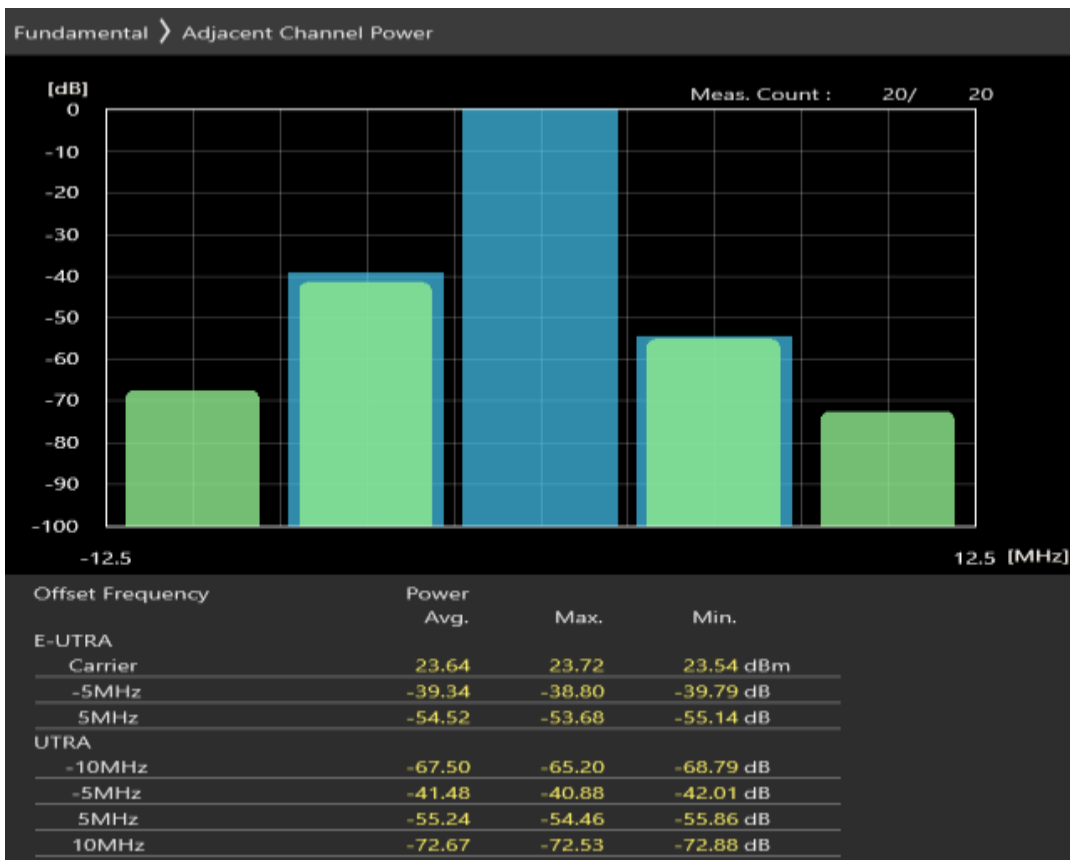 Fundamental 〉 Adjacent Channel Power
[dB]
Meas. Count : 20/ 20
0
-10
-20
-30
-40
-50
-60
-70
-80
-90
-100
-12.5 12.5 [MHz]
Offset Frequency Power
Avg. Max. Min.
E-UTRA
Carrier 23.64 23.72 23.54 dBm
-5MHz -39.34 -38.80 -39.79 dB
5MHz -54.52 -53.68 -55.14 dB
UTRA
-10MHz -67.50 -65.20 -68.79 dB
-5MHz -41.48 -40.88 -42.01 dB
5MHz -55.24 -54.46 -55.86 dB
10MHz -72.67 -72.53 -72.88 dB